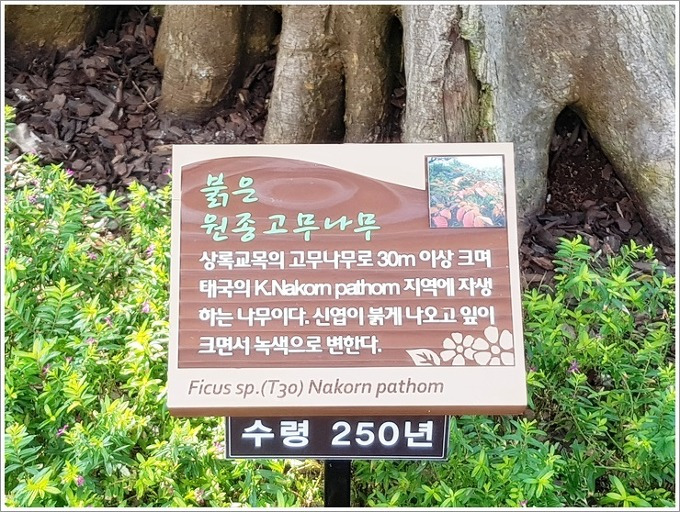 붉은
원종고무나무
상록교목의 고무나무로 30m 이상 크며
태국의 K.Nakorn pathom 지역에 자생
하는 나무이다. 신엽이 붉게 나오고 잎이
크면서 녹색으로 변한다.
Ficus sp.(T30) Nakorn pathom
수령 250년